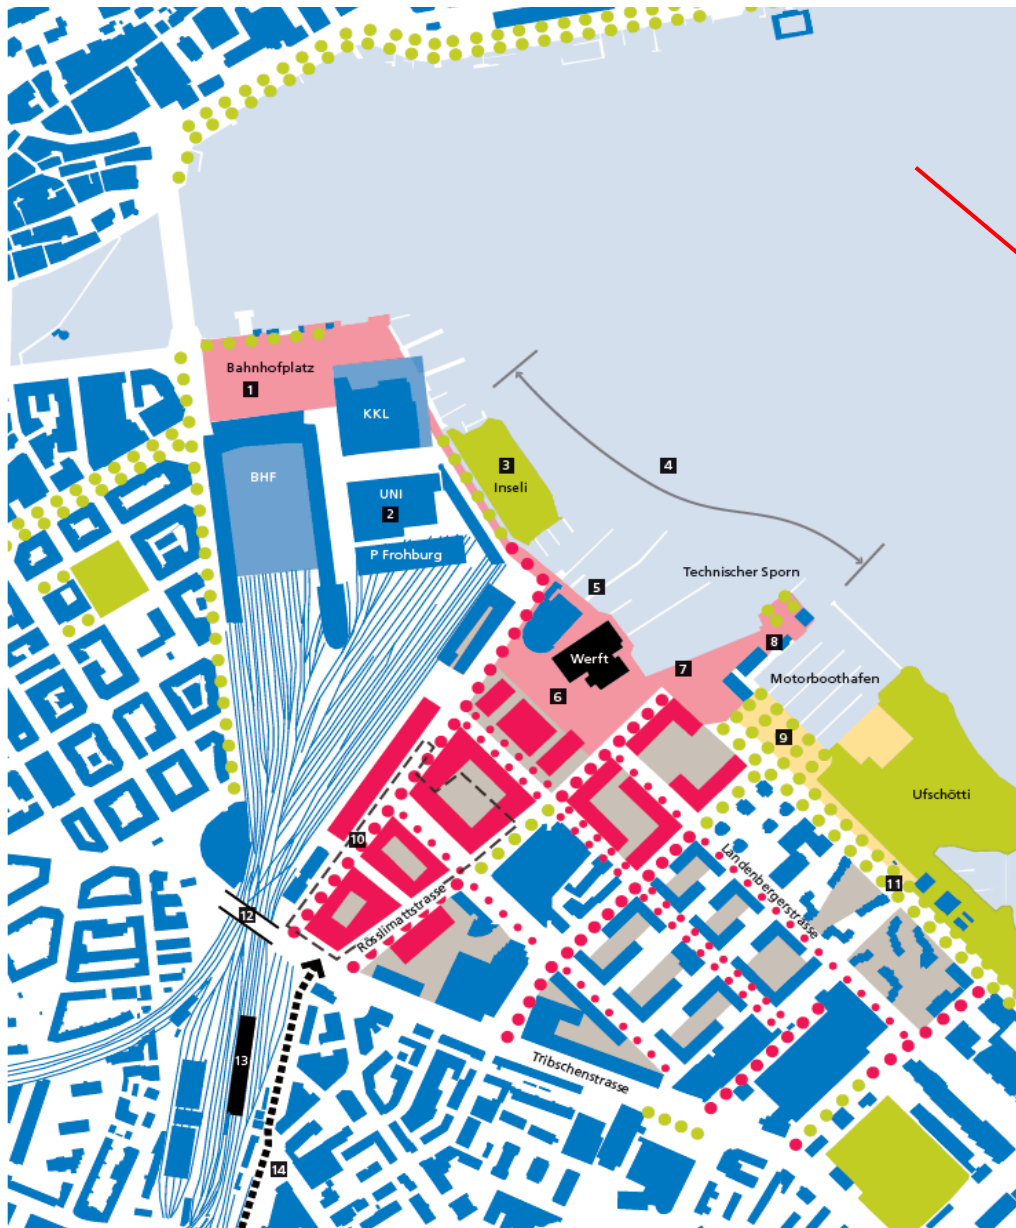 Bahnhofplatz
1
KKL
BHF
3
Inseli
4
UNI
2
P Frohburg
Technischer Sporn
5
8
Werft
7
Motorboothafen
6
9
Ufschötti
10
Landenbergerstrasse
11
Rösslimattstrasse
12
13
Tribschenstrasse
14